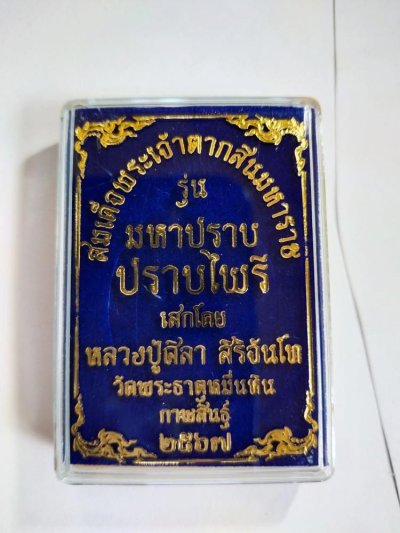 สมเด็จพระเจ้าตากสินมหาราช
รุ่น
มหาปราบ
ปราบไพรี
เสกโดย
หลวงปู่ศิลา สิริจันโท
วัดพระธาตุหมื่นหิน
กาฬสินธุ์
๒๕๖๗